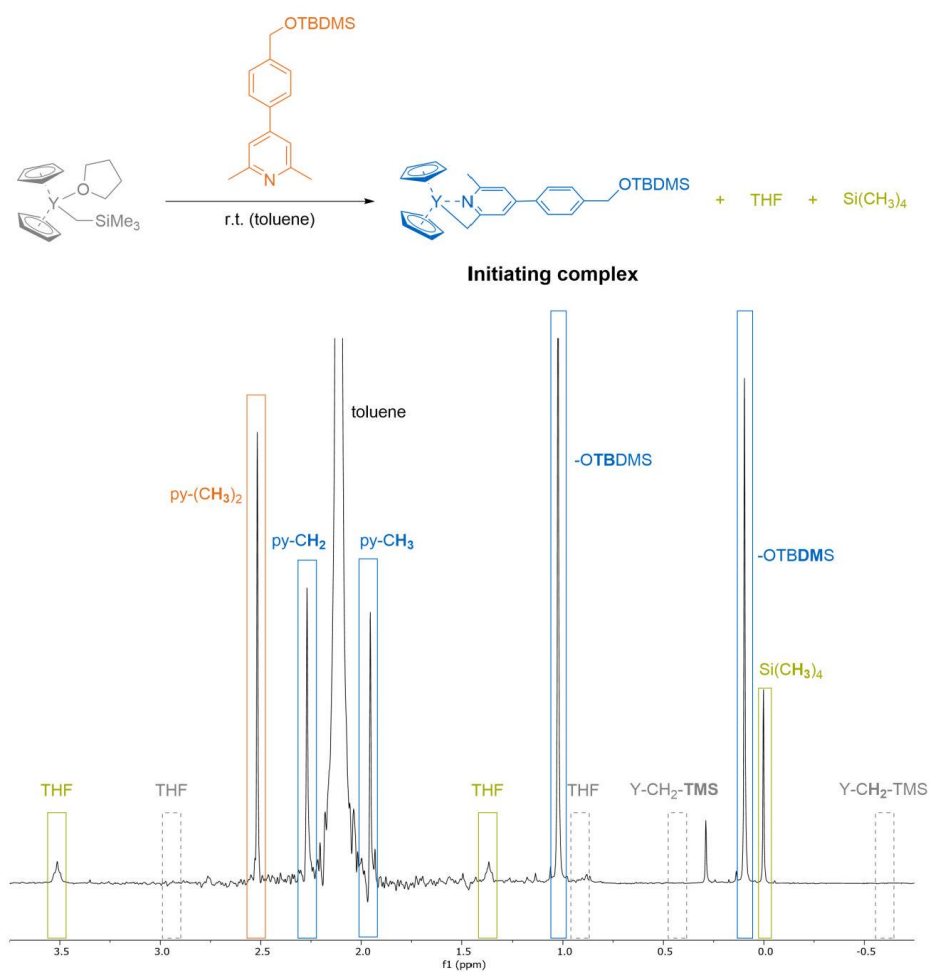 OTBDMS
N
Y
O
SiMe3
r.t. (toluene)
Y
N
OTBDMS
+ THF + Si(CH3)4
Initiating complex
toluene
-OTBDMS
py-(CH3)2
py-CH2
py-CH3
-OTBDMS
Si(CH3)4
THF
THF
THF
THF
Y-CH2-TMS
Y-CH2-TMS
3.5 3.0 2.5 2.0 1.5 1.0 0.5 0.0 -0.5
f1 (ppm)